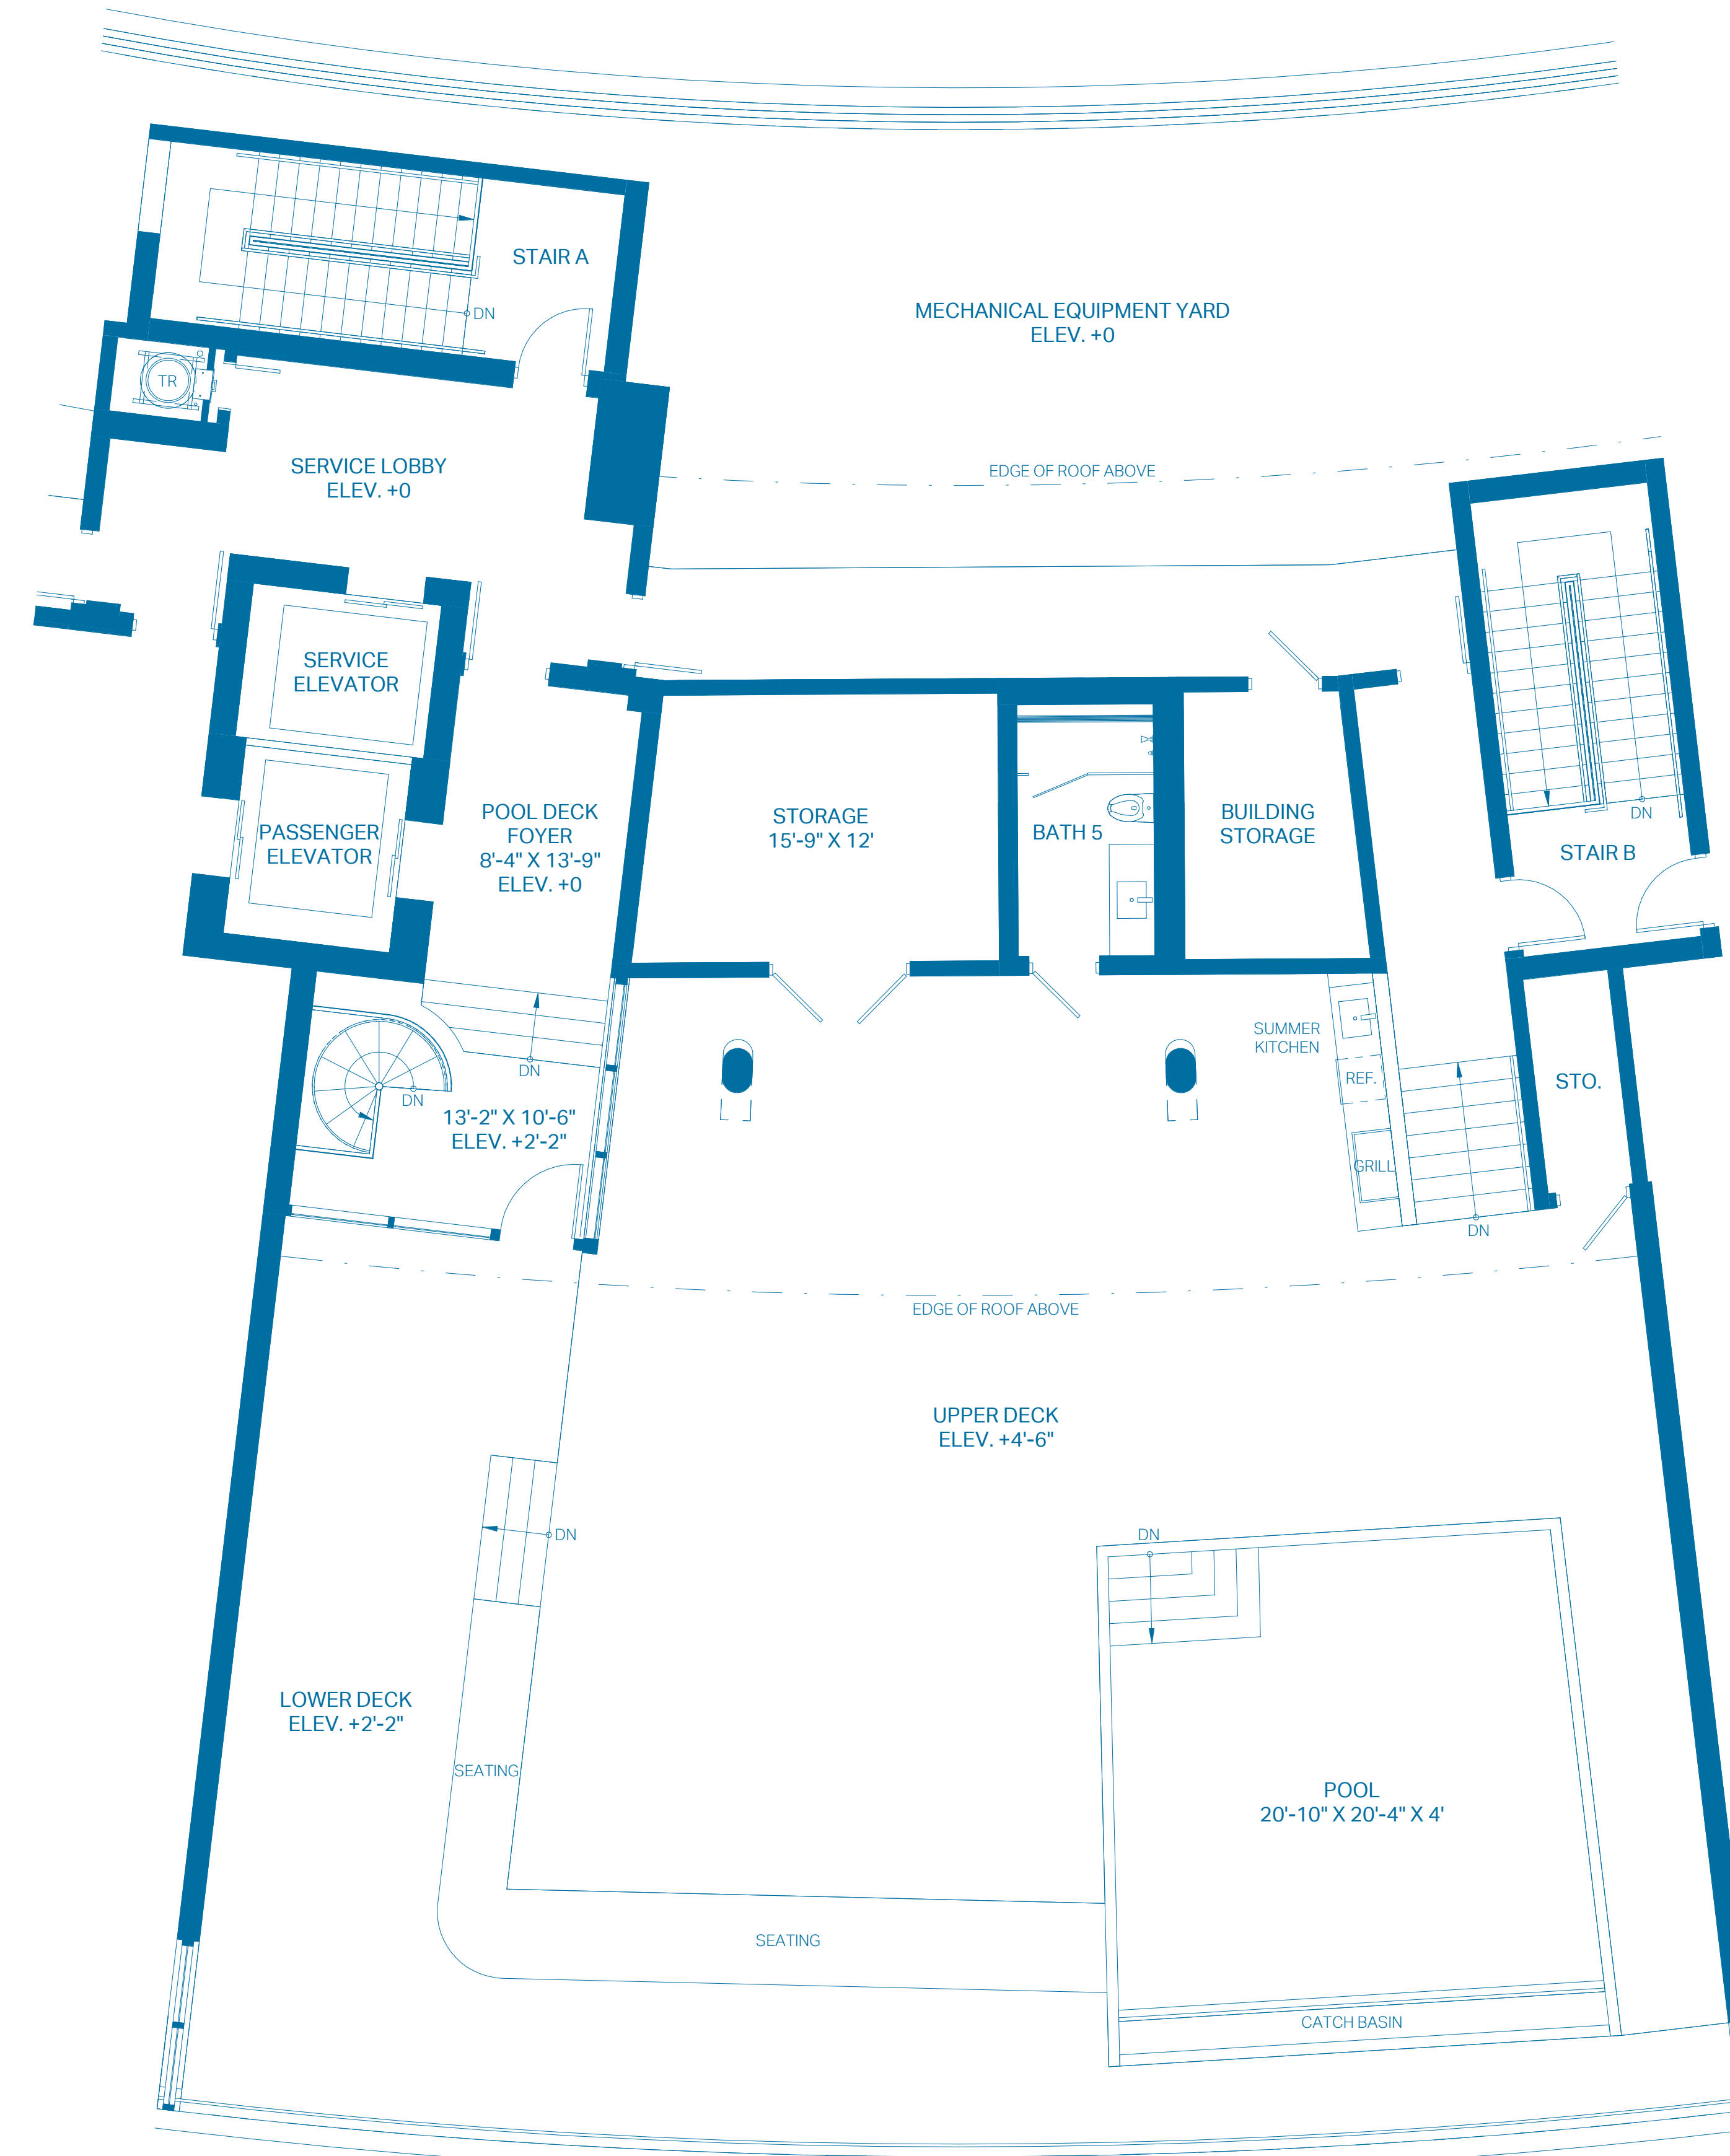 STAIR A
DN
MECHANICAL EQUIPMENT YARD
ELEV. +0
TR
SERVICE LOBBY
ELEV. +0
EDGE OF ROOF ABOVE
SERVICE
ELEVATOR
PASSENGER
ELEVATOR
POOL DECK
FOYER
8'-4" X 13'-9"
ELEV. +0
STORAGE
15'-9" X 12'
BATH 5
BUILDING
STORAGE
DN
STAIR B
SUMMER
KITCHEN
REF.
GRILL
STO.
DN
DN
DN
13'-2" X 10'-6"
ELEV. +2'-2"
EDGE OF ROOF ABOVE
UPPER DECK
ELEV. +4'-6"
DN
DN
LOWER DECK
ELEV. +2'-2"
SEATING
POOL
20'-10" X 20'-4" X 4'
SEATING
CATCH BASIN